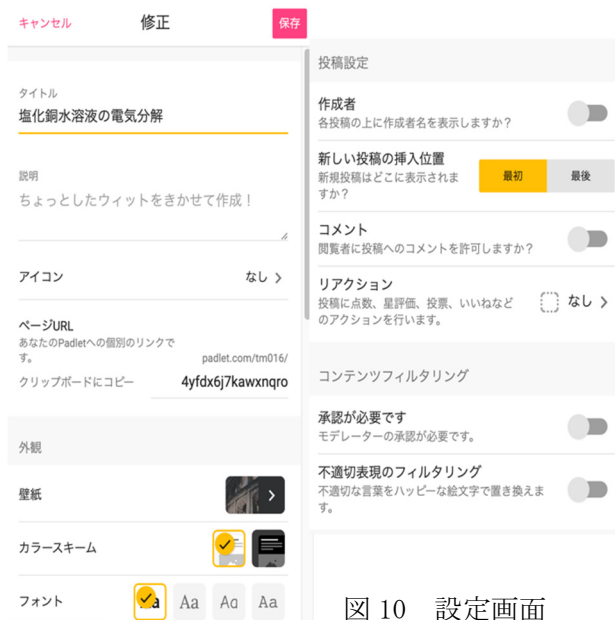 キャンセル
修正
保存
タイトル
塩化銅水溶液の電気分解
説明
ちょっとしたウィットをきかせて作成！
アイコン
なし
ページURL
あなたのPadletへの個別のリンクで
す。
padlet.com/tm016/
クリップボードにコピー
4yfdx6j7kawxnqro
外観
壁紙
カラースキーム
フォント
Aa
Aa
Aa
投稿設定
作成者
各投稿の上に作成者名を表示しますか？
新しい投稿の挿入位置
新規投稿はどこに表示されま
すか？
最初
最後
コメント
閲覧者に投稿へのコメントを許可しますか？
リアクション
投稿に点数、星評価、投票、いいねなど
のアクションを行います。
なし
コンテンツフィルタリング
承認が必要です
モデレーターの承認が必要です。
不適切表現のフィルタリング
不適切な言葉をハッピーな絵文字で置き換えま
す。
図 10　設定画面